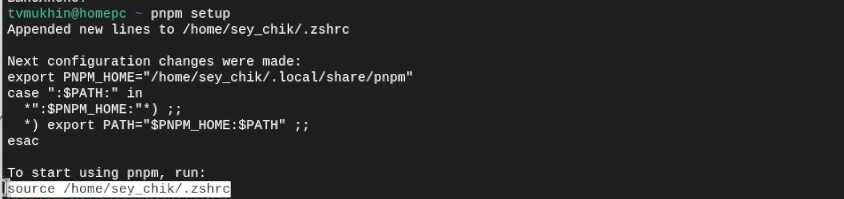 tvmukhin@homepc ~ pnpm setup
Appended new lines to /home/sey_chik/.zshrc

Next configuration changes were made:
export PNPM_HOME="/home/sey_chik/.local/share/pnpm"
case ":$PATH:" in
  *":$PNPM_HOME:"*) ;;
  *) export PATH="$PNPM_HOME:$PATH" ;;
esac

To start using pnpm, run:
source /home/sey_chik/.zshrc